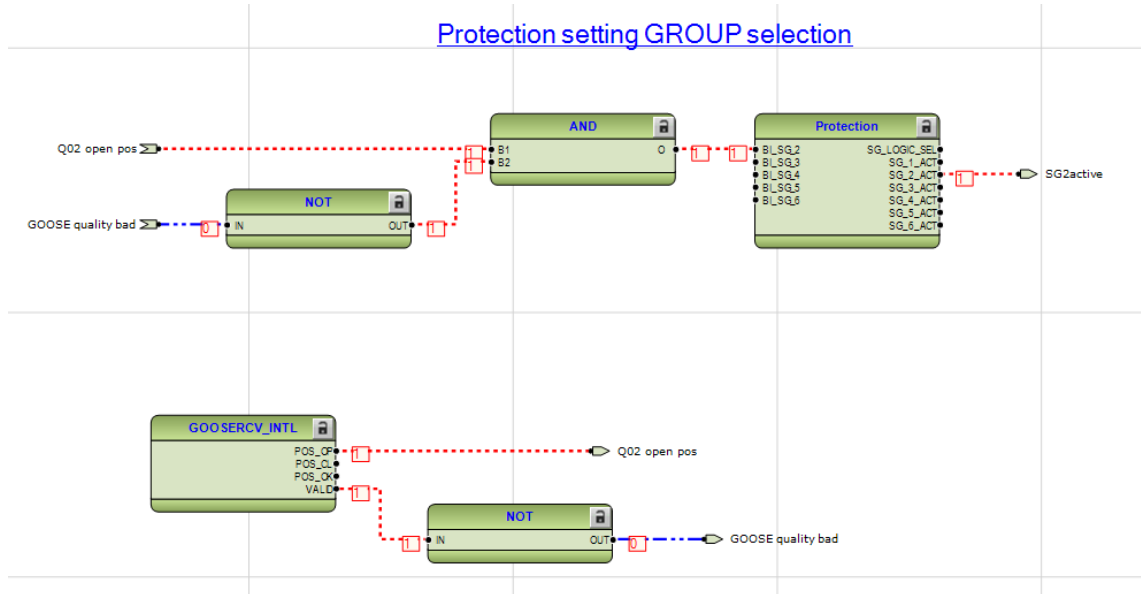 Protection setting GROUP selection
AND
Protection
Q02 open pos
1
B1
O
1
1
BI_SG_2
SG_LOGIC_SEL
1
B2
BI_SG_3
SG_1_ACT
BI_SG_4
SG_2_ACT
1
SG2active
BI_SG_5
SG_3_ACT
NOT
BI_SG_6
SG_4_ACT
SG_5_ACT
GOOSE quality bad
0
IN
OUT
1
SG_6_ACT
GOOSERCV_INTL
POS_OP
1
Q02 open pos
POS_CL
POS_OK
VALID
1
NOT
1
IN
OUT
0
GOOSE quality bad